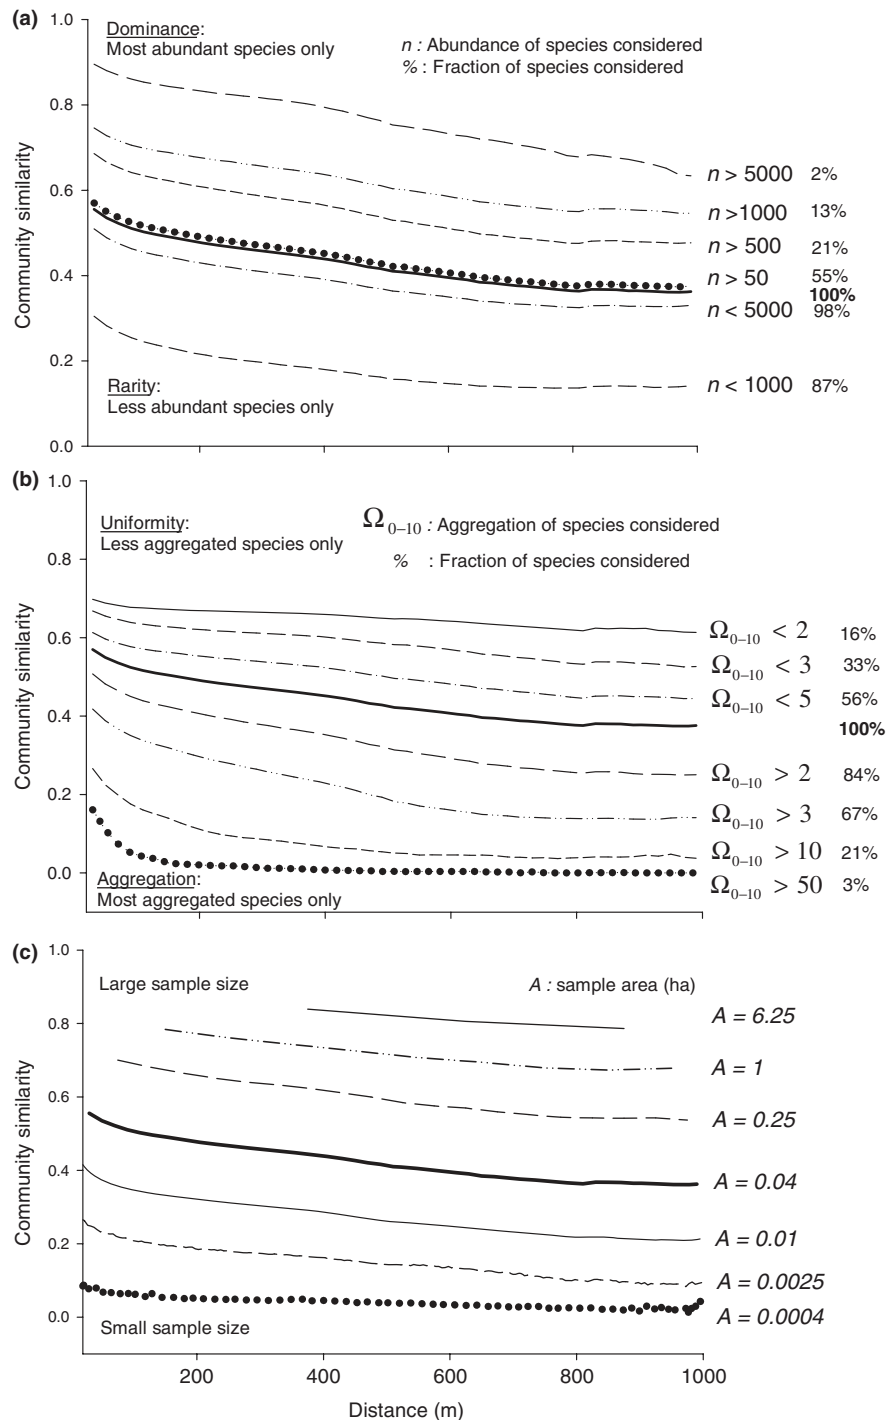 (a)
1.0
0.8
0.6
0.4
0.2
0.0
Community similarity
Dominance:
Most abundant species only
n : Abundance of species considered
% : Fraction of species considered
n > 5000 2%
n >1000 13%
n > 500 21%
n > 50 55%
100%
n < 5000 98%
n < 1000 87%
Rarity:
Less abundant species only
(b)
1.0
0.8
0.6
0.4
0.2
0.0
Community similarity
Uniformity:
Less aggregated species only
Ω0–10 : Aggregation of species considered
% : Fraction of species considered
Ω0–10 < 2 16%
Ω0–10 < 3 33%
Ω0–10 < 5 56%
100%
Ω0–10 > 2 84%
Ω0–10 > 3 67%
Ω0–10 > 10 21%
Ω0–10 > 50 3%
Aggregation:
Most aggregated species only
(c)
1.0
0.8
0.6
0.4
0.2
0.0
Community similarity
Large sample size
A : sample area (ha)
A = 6.25
A = 1
A = 0.25
A = 0.04
A = 0.01
A = 0.0025
A = 0.0004
Small sample size
200 400 600 800 1000
Distance (m)